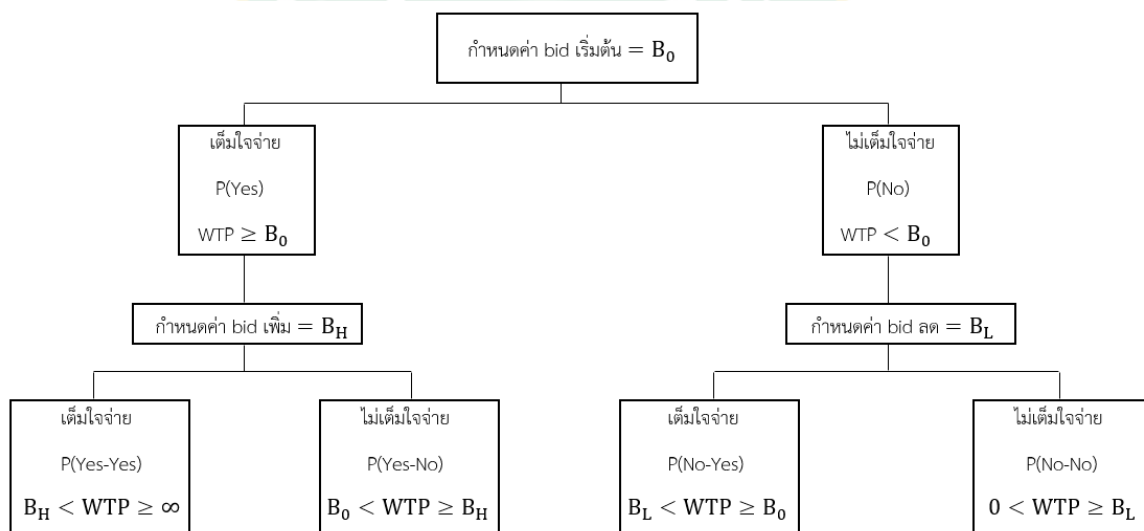 กำหนดค่า bid เริ่มต้น = B₀
เต็มใจจ่าย
P(Yes)
WTP ≥ B₀
ไม่เต็มใจจ่าย
P(No)
WTP < B₀
กำหนดค่า bid เพิ่ม = B_H
กำหนดค่า bid ลด = B_L
เต็มใจจ่าย
P(Yes-Yes)
B_H < WTP ≥ ∞
ไม่เต็มใจจ่าย
P(Yes-No)
B₀ < WTP ≥ B_H
เต็มใจจ่าย
P(No-Yes)
B_L < WTP ≥ B₀
ไม่เต็มใจจ่าย
P(No-No)
0 < WTP ≥ B_L